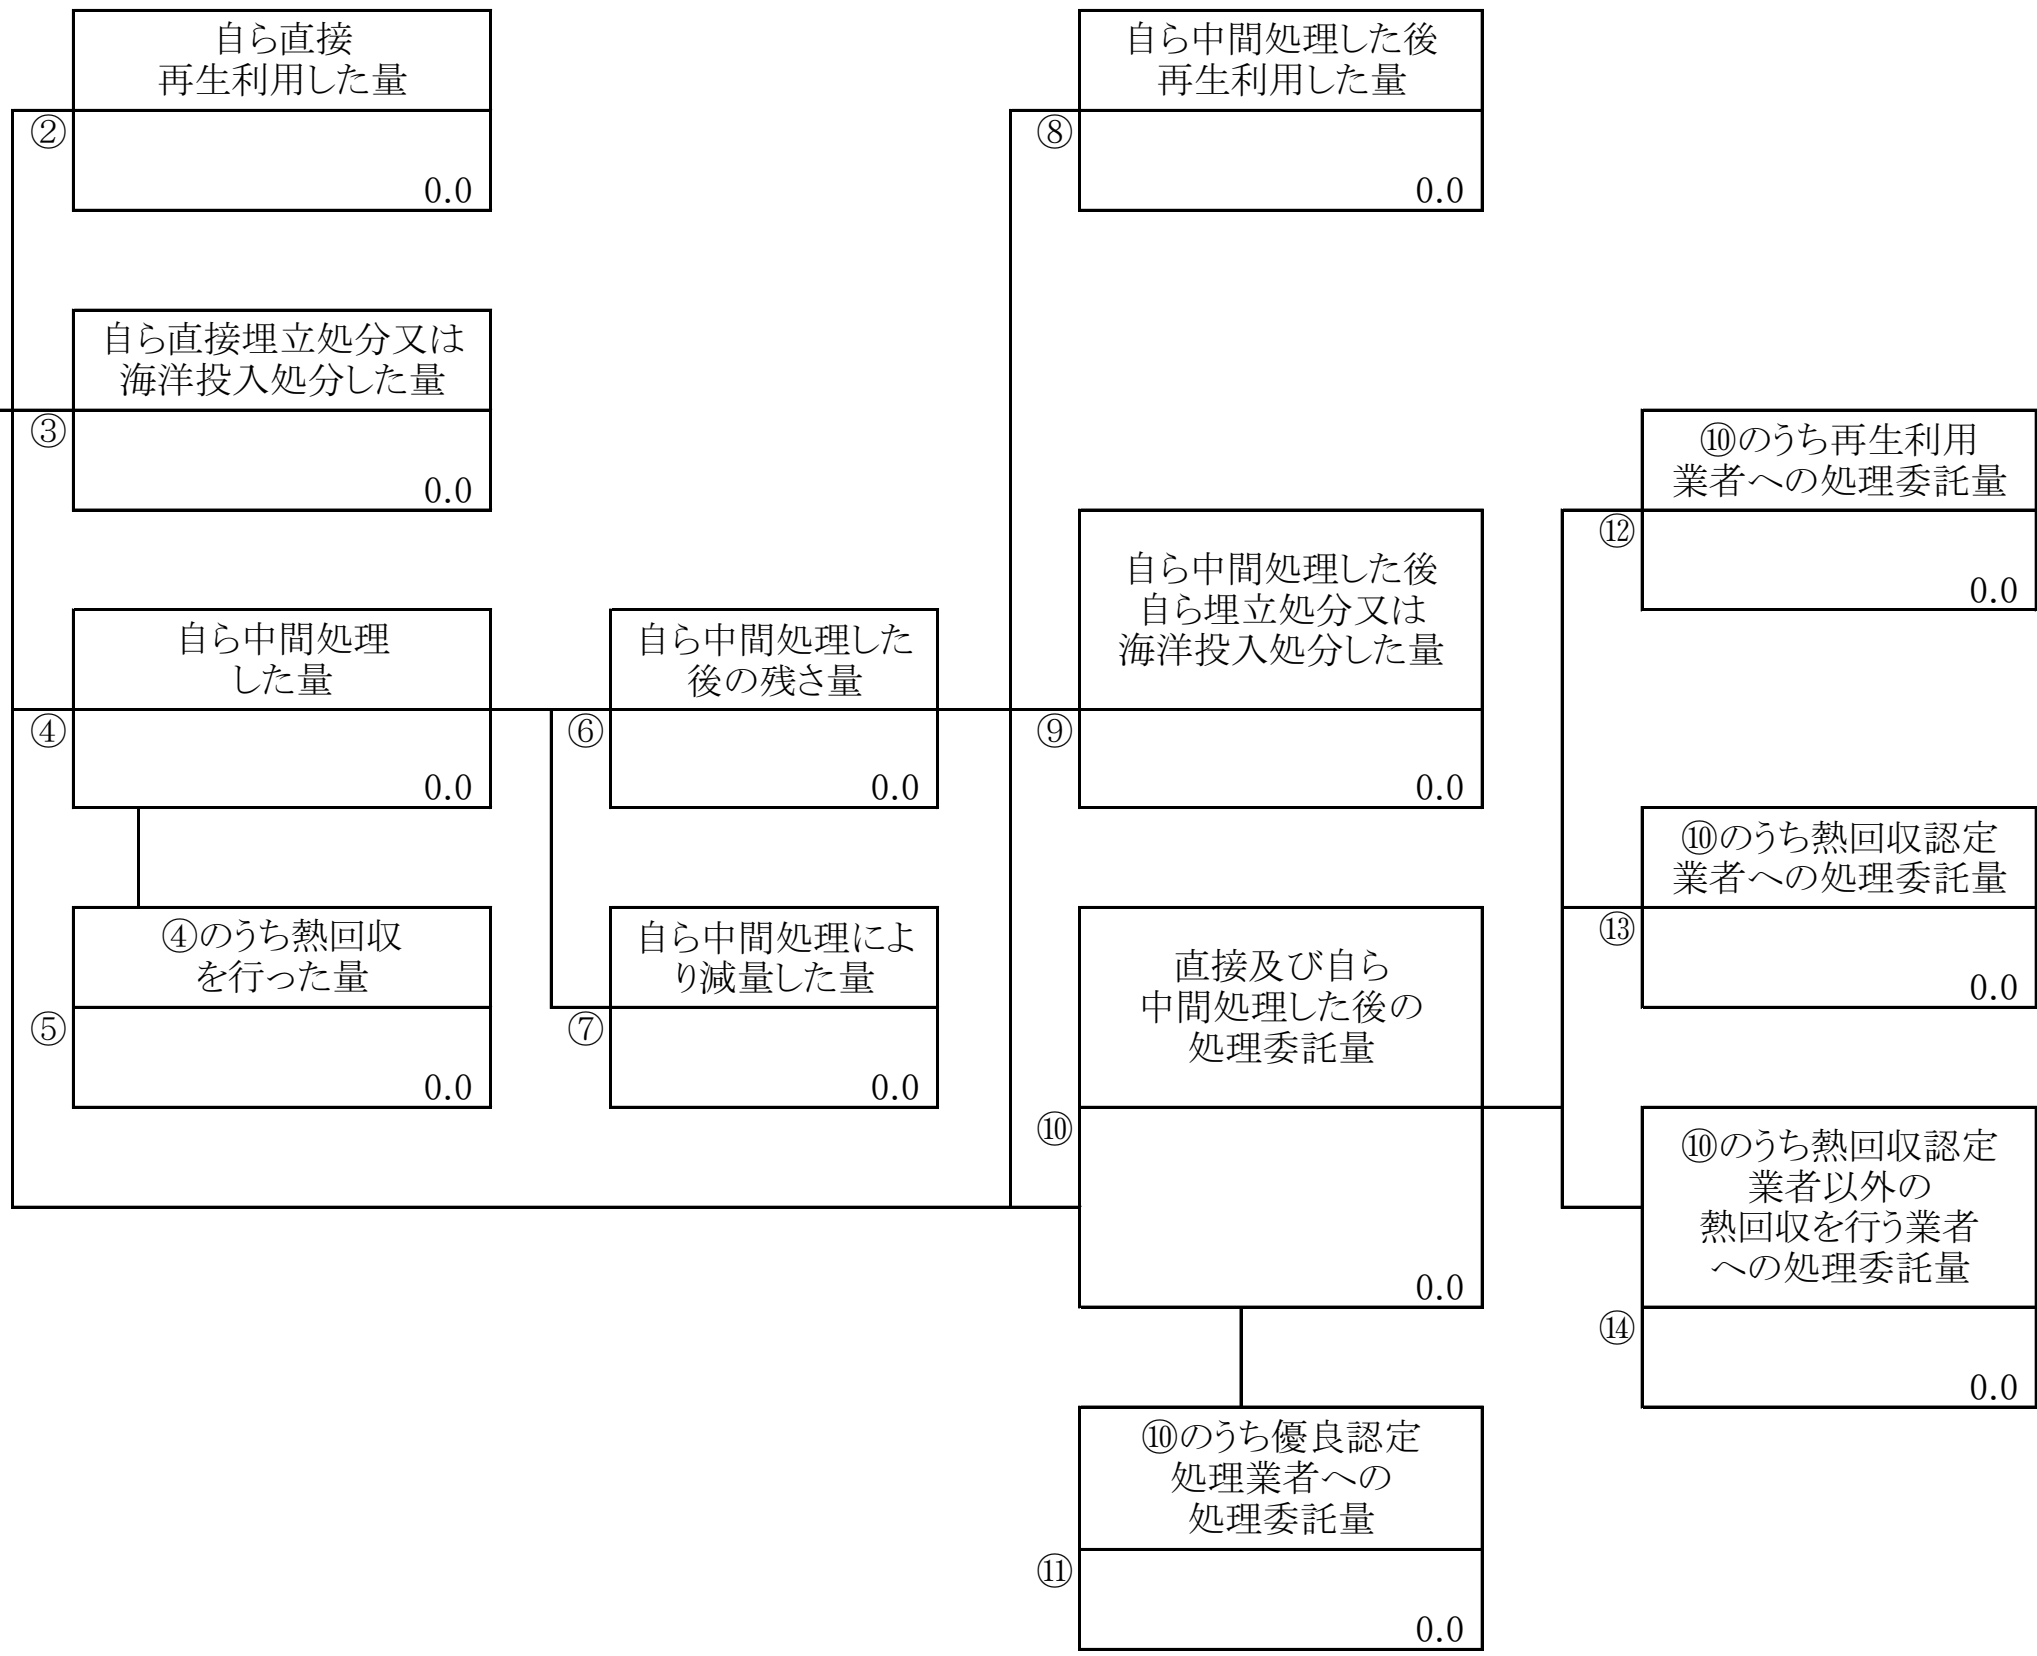 自ら直接
再生利用した量
②
0.0
自ら直接埋立処分又は
海洋投入処分した量
③
0.0
自ら中間処理
した量
④
0.0
④のうち熱回収
を行った量
⑤
0.0
自ら中間処理した
後の残さ量
⑥
0.0
自ら中間処理によ
り減量した量
⑦
0.0
自ら中間処理した後
再生利用した量
⑧
0.0
自ら中間処理した後
自ら埋立処分又は
海洋投入処分した量
⑨
0.0
直接及び自ら
中間処理した後の
処理委託量
⑩
0.0
⑩のうち優良認定
処理業者への
処理委託量
⑪
0.0
⑩のうち再生利用
業者への処理委託量
⑫
0.0
⑩のうち熱回収認定
業者への処理委託量
⑬
0.0
⑩のうち熱回収認定
業者以外の
熱回収を行う業者
への処理委託量
⑭
0.0